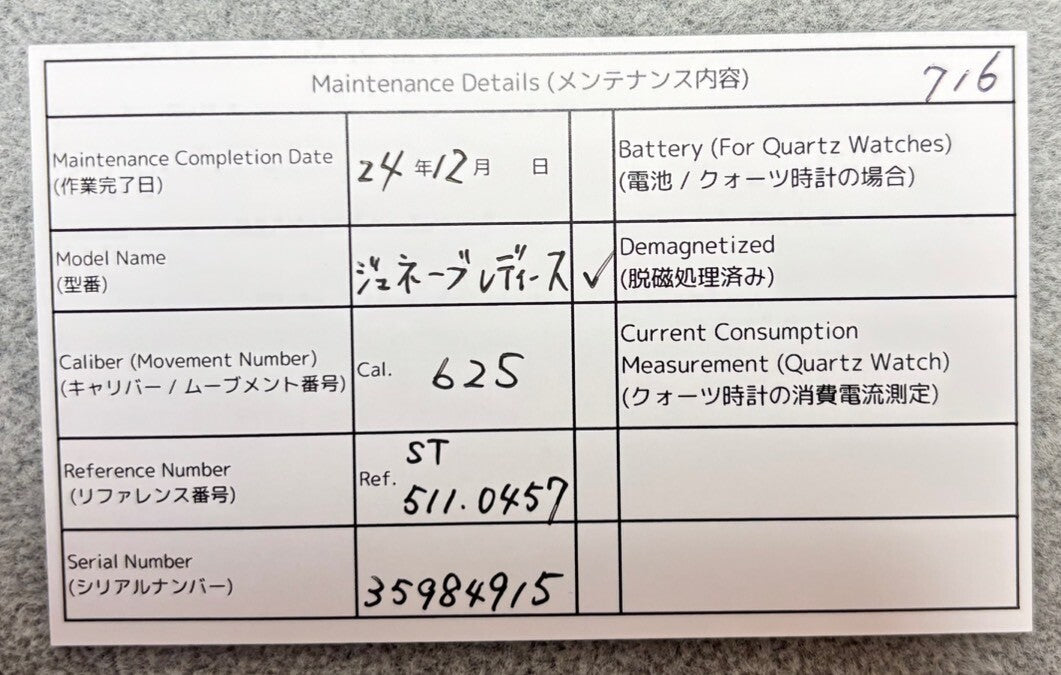 Maintenance Details (メンテナンス内容) 716
Maintenance Completion Date
(作業完了日)
24年12月 日
Battery (For Quartz Watches)
(電池 / クォーツ時計の場合)
Model Name
(型番)
ジュネーブレディース
✓
Demagnetized
(脱磁処理済み)
Caliber (Movement Number)
(キャリバー / ムーブメント番号)
Cal. 625
Current Consumption
Measurement (Quartz Watch)
(クォーツ時計の消費電流測定)
Reference Number
(リファレンス番号)
ST
Ref. 511.0457
Serial Number
(シリアルナンバー)
35984915